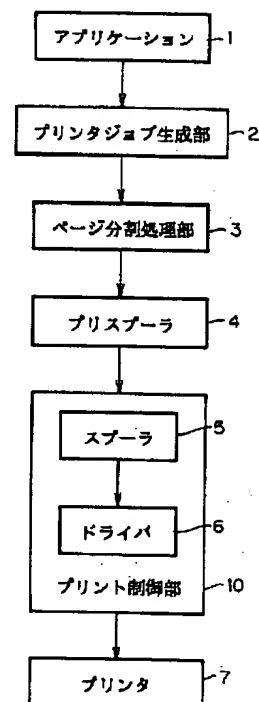 アプリケーション 1
プリンタジョブ生成部 2
ページ分割処理部 3
プリスプーラ 4
スプーラ 5
ドライバ 6
プリント制御部 10
プリンタ 7